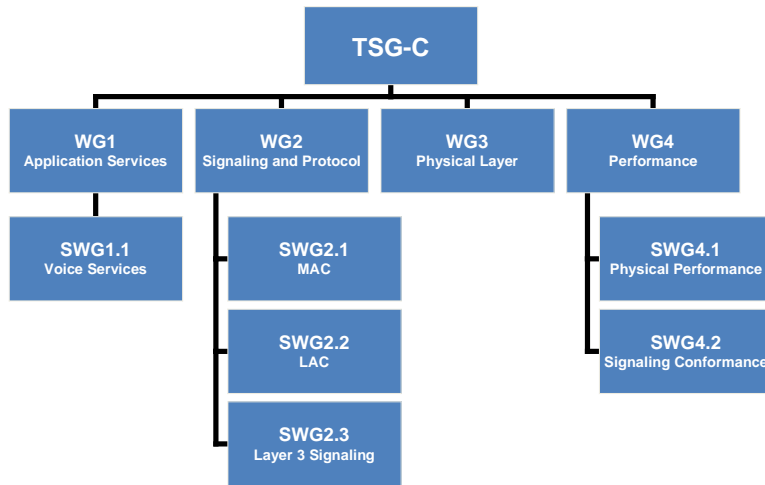 TSG-C
WG1
Application Services
WG2
Signaling and Protocol
WG3
Physical Layer
WG4
Performance
SWG1.1
Voice Services
SWG2.1
MAC
SWG4.1
Physical Performance
SWG2.2
LAC
SWG4.2
Signaling Conformance
SWG2.3
Layer 3 Signaling